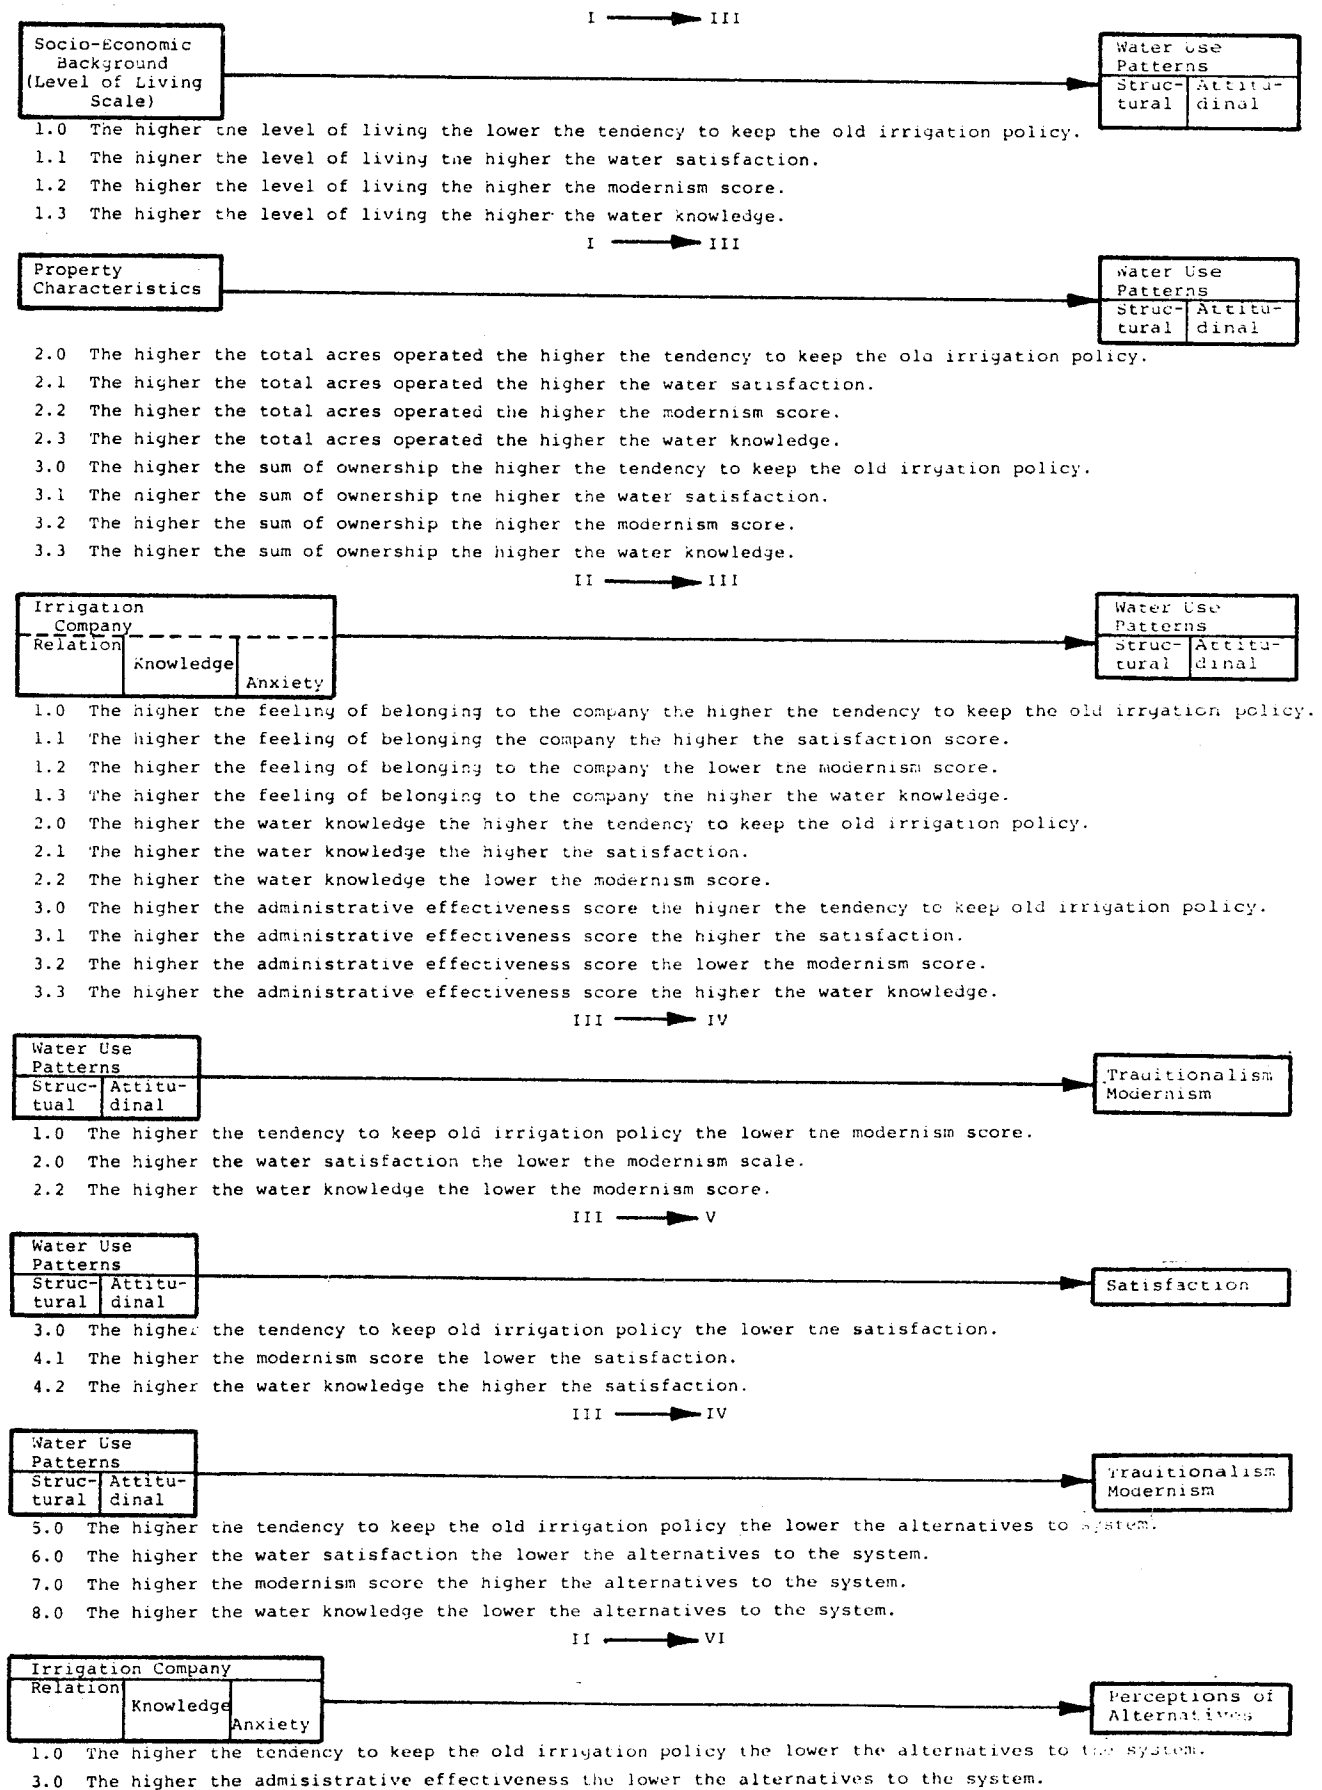 I III
Socio-Economic
Background
(Level of Living
Scale)
Water Use
Patterns
Struc- Attitu-
tural dinal
1.0 The higher the level of living the lower the tendency to keep the old irrigation policy.
1.1 The higher the level of living the higher the water satisfaction.
1.2 The higher the level of living the higher the modernism score.
1.3 The higher the level of living the higher the water knowledge.
I III
Property
Characteristics
Water Use
Patterns
Struc- Attitu-
tural dinal
2.0 The higher the total acres operated the higher the tendency to keep the old irrigation policy.
2.1 The higher the total acres operated the higher the water satisfaction.
2.2 The higher the total acres operated the higher the modernism score.
2.3 The higher the total acres operated the higher the water knowledge.
3.0 The higher the sum of ownership the higher the tendency to keep the old irryation policy.
3.1 The higher the sum of ownership the higher the water satisfaction.
3.2 The higher the sum of ownership the higher the modernism score.
3.3 The higher the sum of ownership the higher the water knowledge.
II III
Irrigation
Company
Relation
Knowledge
Anxiety
Water Use
Patterns
Struc- Attitu-
tural dinal
1.0 The higher the feeling of belonging to the company the higher the tendency to keep the old irryation policy.
1.1 The higher the feeling of belonging the company the higher the satisfaction score.
1.2 The higher the feeling of belonging to the company the lower the modernism score.
1.3 The higher the feeling of belonging to the company the higher the water knowledge.
2.0 The higher the water knowledge the higher the tendency to keep the old irrigation policy.
2.1 The higher the water knowledge the higher the satisfaction.
2.2 The higher the water knowledge the lower the modernism score.
3.0 The higher the administrative effectiveness score the higher the tendency to keep old irrigation policy.
3.1 The higher the administrative effectiveness score the higher the satisfaction.
3.2 The higher the administrative effectiveness score the lower the modernism score.
3.3 The higher the administrative effectiveness score the higher the water knowledge.
III IV
Water Use
Patterns
Struc- Attitu-
tual dinal
Traditionalism
Modernism
1.0 The higher the tendency to keep old irrigation policy the lower the modernism score.
2.0 The higher the water satisfaction the lower the modernism scale.
2.2 The higher the water knowledge the lower the modernism score.
III V
Water Use
Patterns
Struc- Attitu-
tural dinal
Satisfaction
3.0 The higher the tendency to keep old irrigation policy the lower the satisfaction.
4.1 The higher the modernism score the lower the satisfaction.
4.2 The higher the water knowledge the higher the satisfaction.
III IV
Water Use
Patterns
Struc- Attitu-
tural dinal
Traditionalism
Modernism
5.0 The higher the tendency to keep the old irrigation policy the lower the alternatives to system.
6.0 The higher the water satisfaction the lower the alternatives to the system.
7.0 The higher the modernism score the higher the alternatives to the system.
8.0 The higher the water knowledge the lower the alternatives to the system.
II VI
Irrigation Company
Relation
Knowledge
Anxiety
Perceptions of
Alternatives
1.0 The higher the tendency to keep the old irrigation policy the lower the alternatives to the system.
3.0 The higher the admisistrative effectiveness the lower the alternatives to the system.